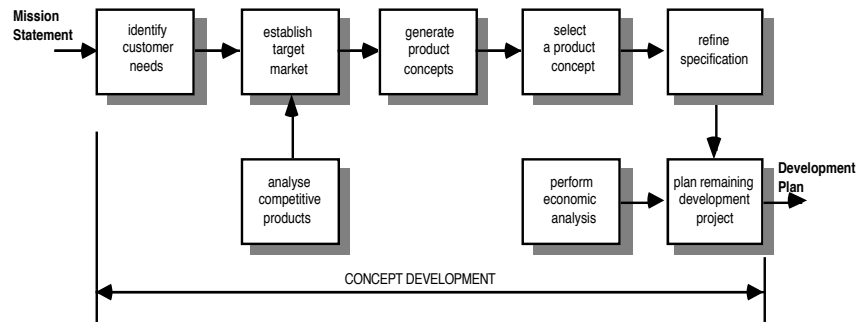 Mission
Statement
identify
customer
needs
establish
target
market
generate
product
concepts
select
a product
concept
refine
specification
analyse
competitive
products
perform
economic
analysis
plan remaining
development
project
Development
Plan
CONCEPT DEVELOPMENT